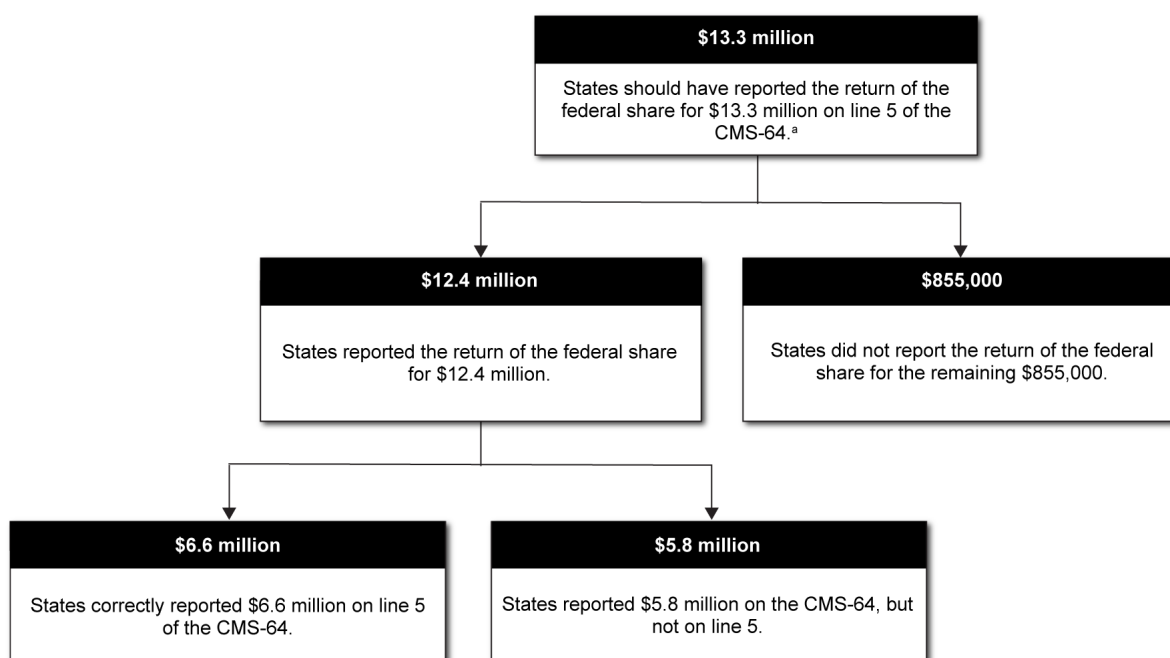 $13.3 million
States should have reported the return of the
federal share for $13.3 million on line 5 of the
CMS-64.ᵃ
$12.4 million
States reported the return of the federal share
for $12.4 million.
$855,000
States did not report the return of the federal
share for the remaining $855,000.
$6.6 million
States correctly reported $6.6 million on line 5
of the CMS-64.
$5.8 million
States reported $5.8 million on the CMS-64, but
not on line 5.